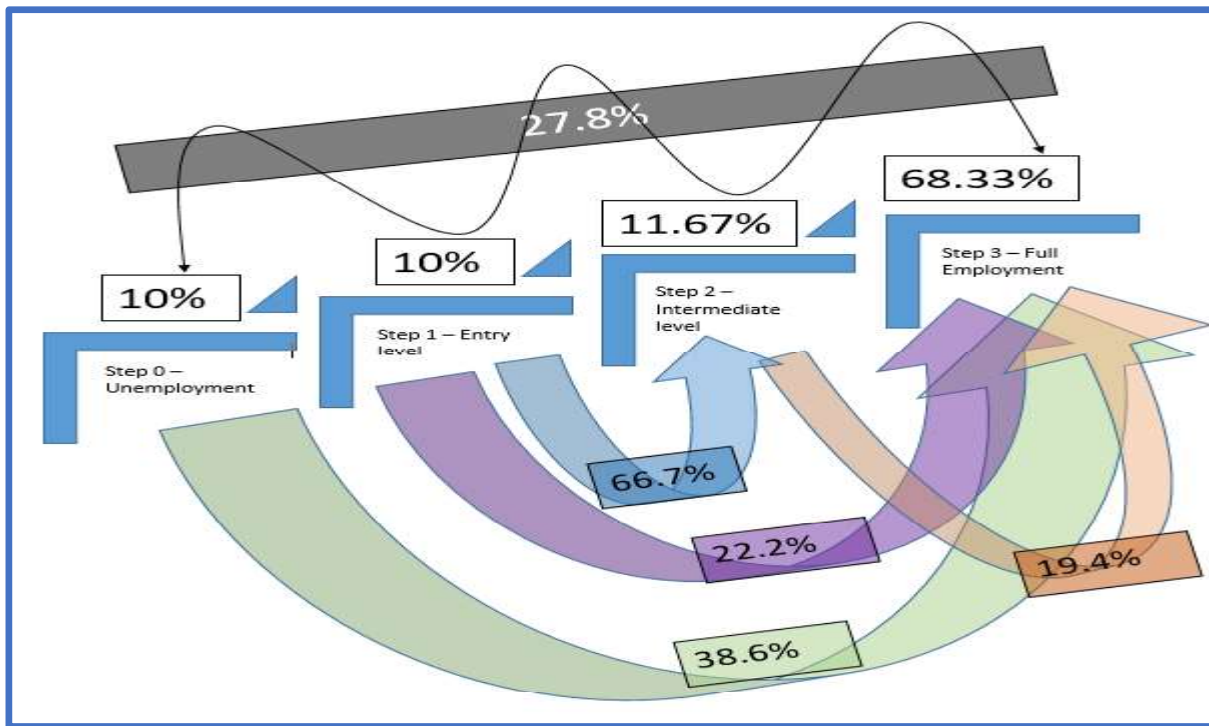 27.8%
68.33%
11.67%
10%
10%
Step 3 – Full
Employment
Step 2 –
Intermediate
level
Step 1 – Entry
level
Step 0 –
Unemployment
66.7%
22.2%
19.4%
38.6%